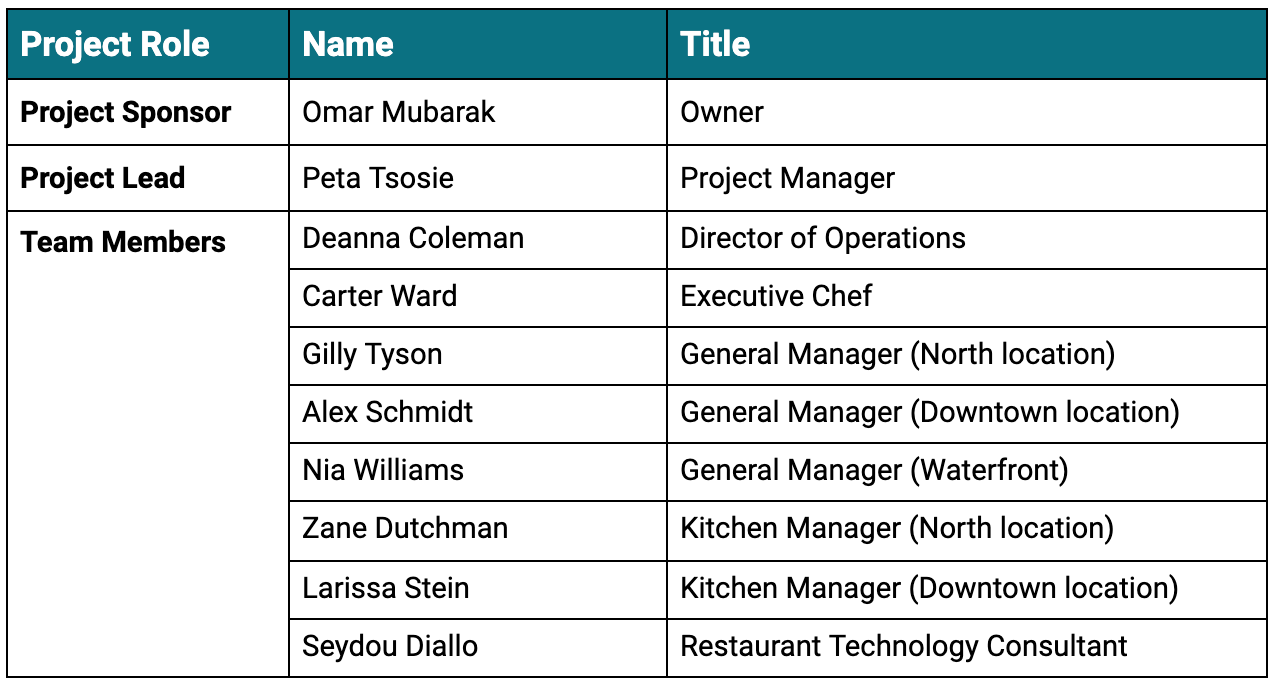 Project Role Name Title
Project Sponsor Omar Mubarak Owner
Project Lead Peta Tsosie Project Manager
Team Members Deanna Coleman Director of Operations
Carter Ward Executive Chef
Gilly Tyson General Manager (North location)
Alex Schmidt General Manager (Downtown location)
Nia Williams General Manager (Waterfront)
Zane Dutchman Kitchen Manager (North location)
Larissa Stein Kitchen Manager (Downtown location)
Seydou Diallo Restaurant Technology Consultant